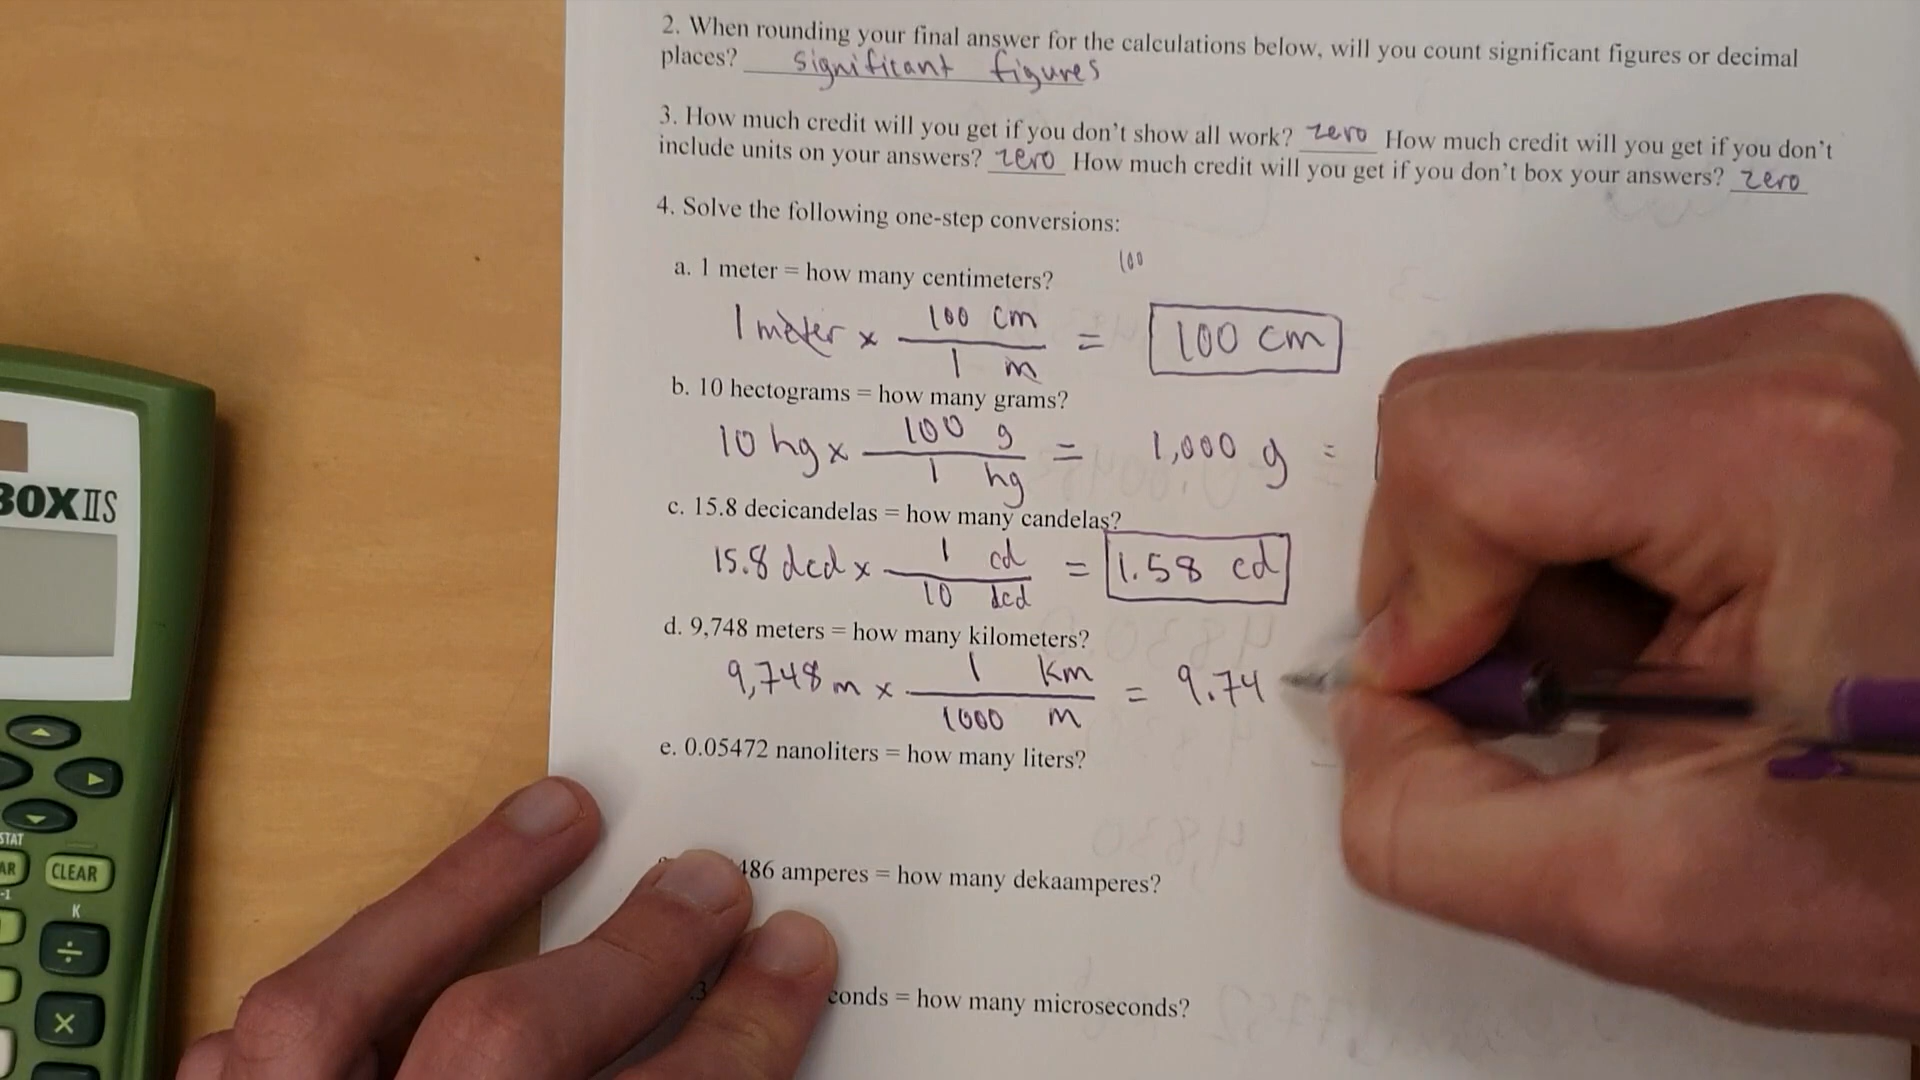 2. When rounding your final answer for the calculations below, will you count significant figures or decimal
places? significant figures
3. How much credit will you get if you don't show all work? zero How much credit will you get if you don't
include units on your answers? zero How much credit will you get if you don't box your answers? zero
4. Solve the following one-step conversions:
100
a. 1 meter = how many centimeters?
1 meter x 100 cm / 1 m = 100 cm
b. 10 hectograms = how many grams?
10 hg x 100 g / 1 hg = 1,000 g =
c. 15.8 decicandelas = how many candelas?
15.8 dcd x 1 cd / 10 dcd = 1.58 cd
d. 9,748 meters = how many kilometers?
9,748 m x 1 km / 1000 m = 9.74
e. 0.05472 nanoliters = how many liters?
486 amperes = how many dekaamperes?
.3 conds = how many microseconds?
BOX IIS
STAT
AR CLEAR
-1 K
÷
×